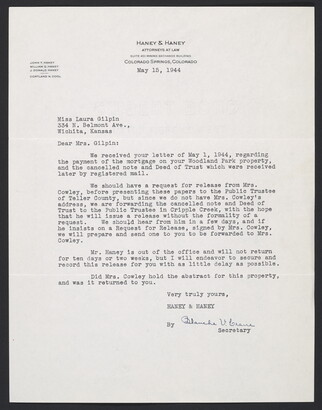 HANEY & HANEY
ATTORNEYS AT LAW
COLORADO SPRINGS, COLORADO
May 15, 1944
Miss Laura Gilpin
334 N. Belmont Ave.,
Wichita, Kansas
Dear Mrs. Gilpin:
We received your letter of May 1, 1944, regarding
the payment of the mortgage on your Woodland Park property,
and the cancelled note and Deed of Trust which were received
later by registered mail.
We should have a request for release from Mrs.
Cowley, before presenting these papers to the Public Trustee
of Teller County, but since we do not have Mrs. Cowley's
address, we are forwarding the cancelled note and Deed of
Trust to the Public Trustee in Cripple Creek, with the hope
that he will issue a release without the formality of a
request. We should hear from him in a few days, and if
he insists on a Request for Release, signed by Mrs. Cowley,
we will prepare and send one to you to be forwarded to Mrs.
Cowley.
Mr. Haney is out of the office and will not return
for ten days or two weeks, but I will endeavor to secure and
record this release for you with as little delay as possible.
Did Mrs. Cowley hold the abstract for this property,
and was it returned to you.
Very truly yours,
HANEY & HANEY
By
Secretary